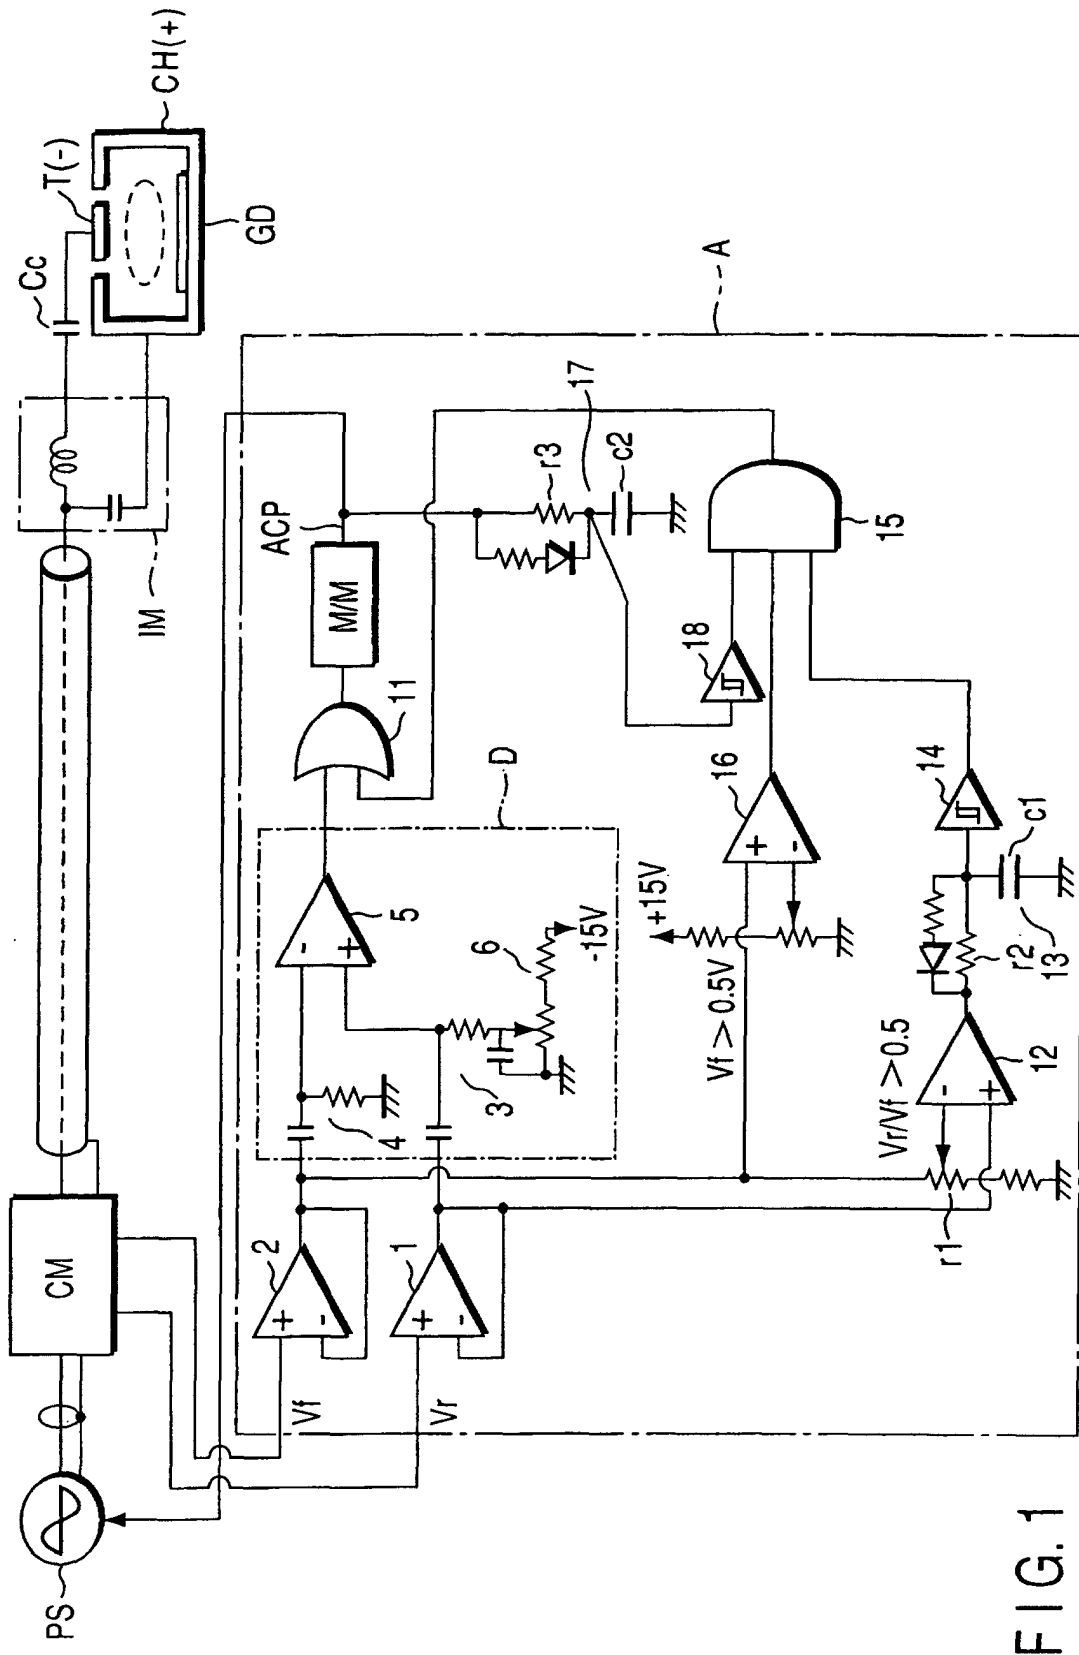 PS
CM
IM
Cc
T(-)
CH(+)
GD
A
Vf
Vr
2
1
4
3
6
-15V
5
D
11
M/M
ACP
r3
17
c2
18
15
+15V
Vf > 0.5V
16
Vr/Vf > 0.5
r1
12
r2
13
c1
14
+
-
+
-
-
+
+
-
-
+
FIG. 1